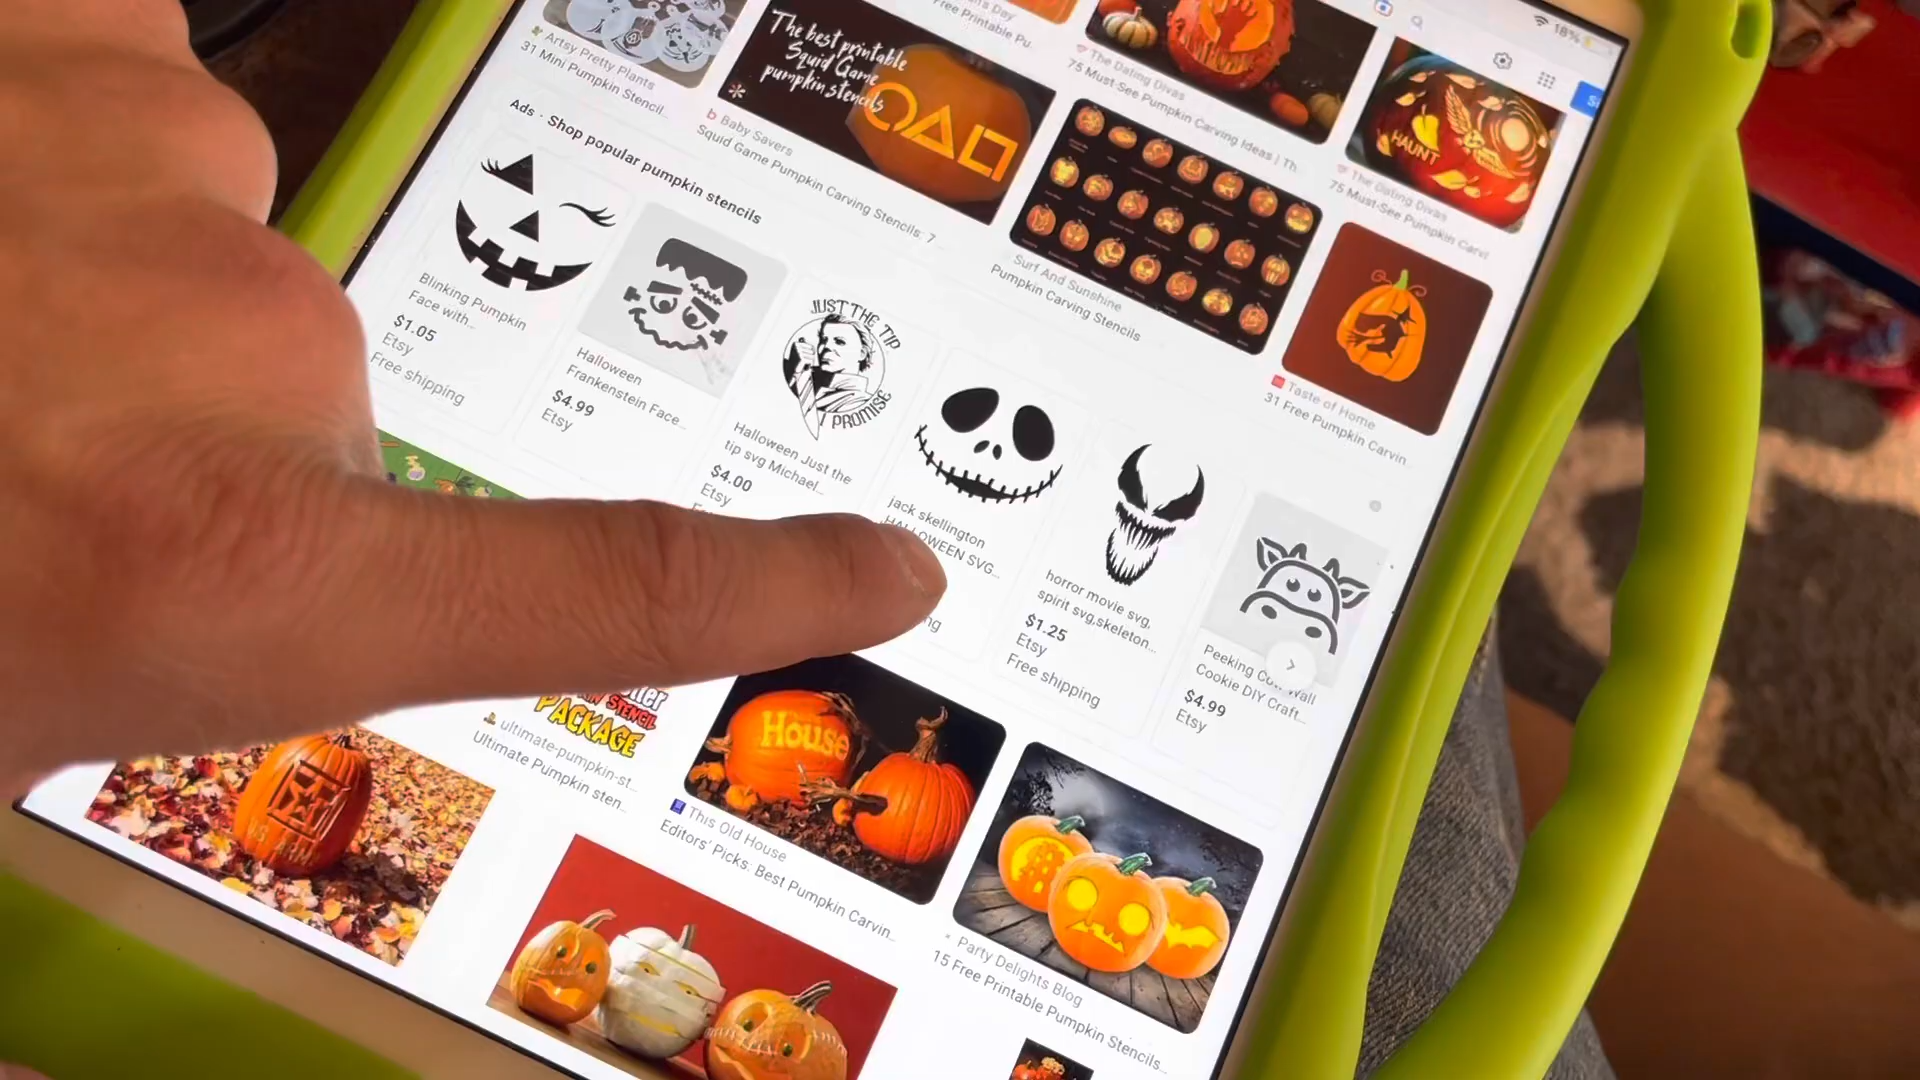 18%
Artsy Pretty Plants
31 Mini Pumpkin Stencil...
The best printable
Squid Game
pumpkin stencils
Baby Savers
Squid Game Pumpkin Carving Stencils: 7
Free Printable Pu
The Dating Divas
75 Must-See Pumpkin Carving Ideas | Th
HAUNT
The Dating Divas
75 Must-See Pumpkin Carvi
Surf And Sunshine
Pumpkin Carving Stencils
Taste of Home
31 Free Pumpkin Carvin
Ads · Shop popular pumpkin stencils
Blinking Pumpkin
Face with...
$1.05
Etsy
Free shipping
Halloween
Frankenstein Face...
$4.99
Etsy
JUST THE TIP
I PROMISE
Halloween Just the
tip svg Michael...
$4.00
Etsy
jack skellington
HALLOWEEN SVG...
horror movie svg,
spirit svg,skeleton...
$1.25
Etsy
Free shipping
Peeking Cow Wall
Cookie DIY Craft...
$4.99
Etsy
STENCIL
PACKAGE
ultimate-pumpkin-st...
Ultimate Pumpkin sten...
House
This Old House
Editors' Picks: Best Pumpkin Carvin...
Party Delights Blog
15 Free Printable Pumpkin Stencils...